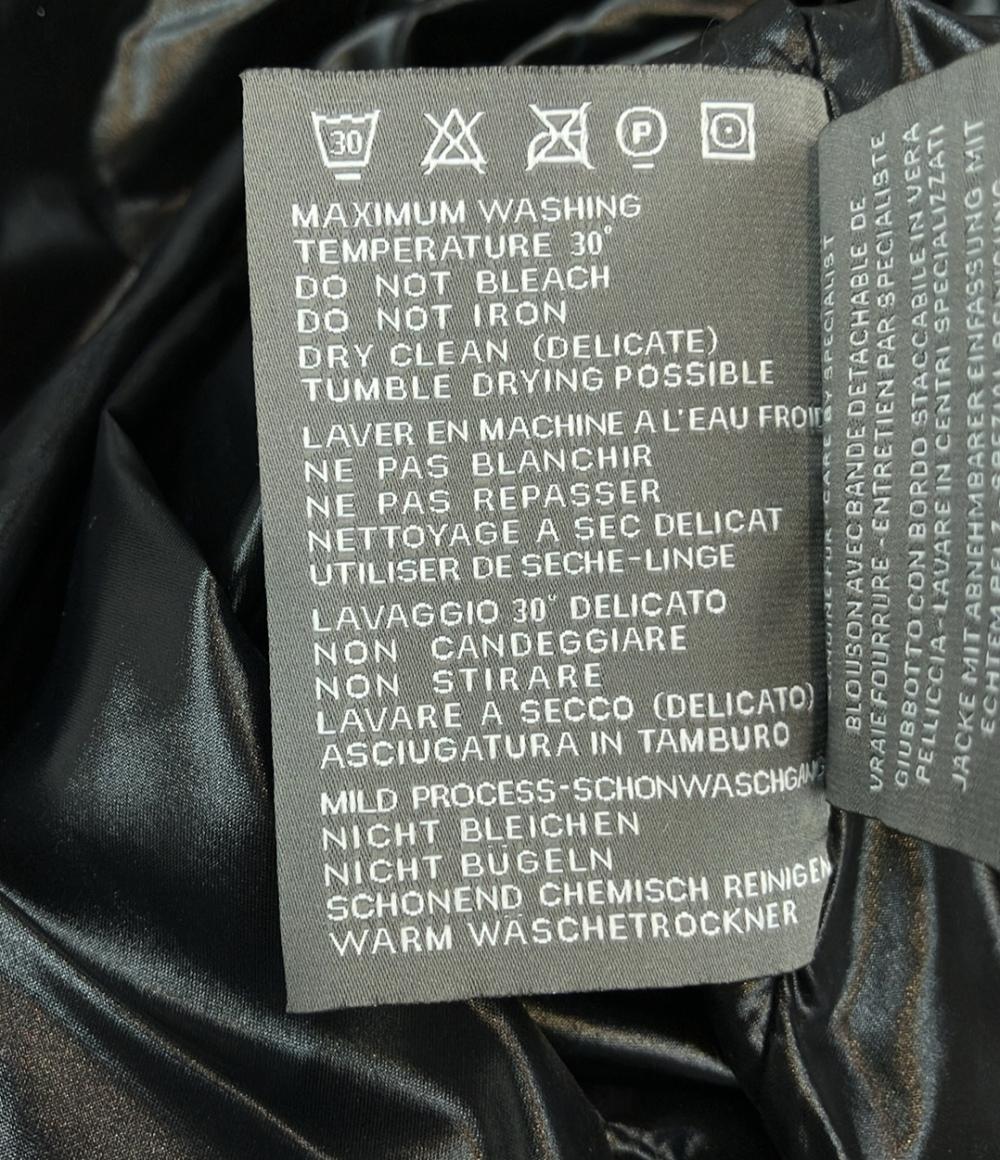 30
P
MAXIMUM WASHING
TEMPERATURE 30°
DO NOT BLEACH
DO NOT IRON
DRY CLEAN (DELICATE)
TUMBLE DRYING POSSIBLE
LAVER EN MACHINE A L'EAU FROID
NE PAS BLANCHIR
NE PAS REPASSER
NETTOYAGE A SEC DELICAT
UTILISER DE SECHE-LINGE
LAVAGGIO 30° DELICATO
NON CANDEGGIARE
NON STIRARE
LAVARE A SECCO (DELICATO)
ASCIUGATURA IN TAMBURO
MILD PROCESS-SCHONWASCHGANG
NICHT BLEICHEN
NICHT BÜGELN
SCHONEND CHEMISCH REINIGEN
WARM WÄSCHETROCKNER
CARE BY SPECIALIST
BLOUSON AVEC BANDE DETACHABLE DE
VRAIE FOURRURE-ENTRETIEN PAR SPECIALISTE
GIUBBOTTO CON BORDO STACCABILE IN VERA
PELLICCIA-LAVARE IN CENTRI SPECIALIZZATI
JACKE MIT ABNEHMBARER EINFASSUNG MIT